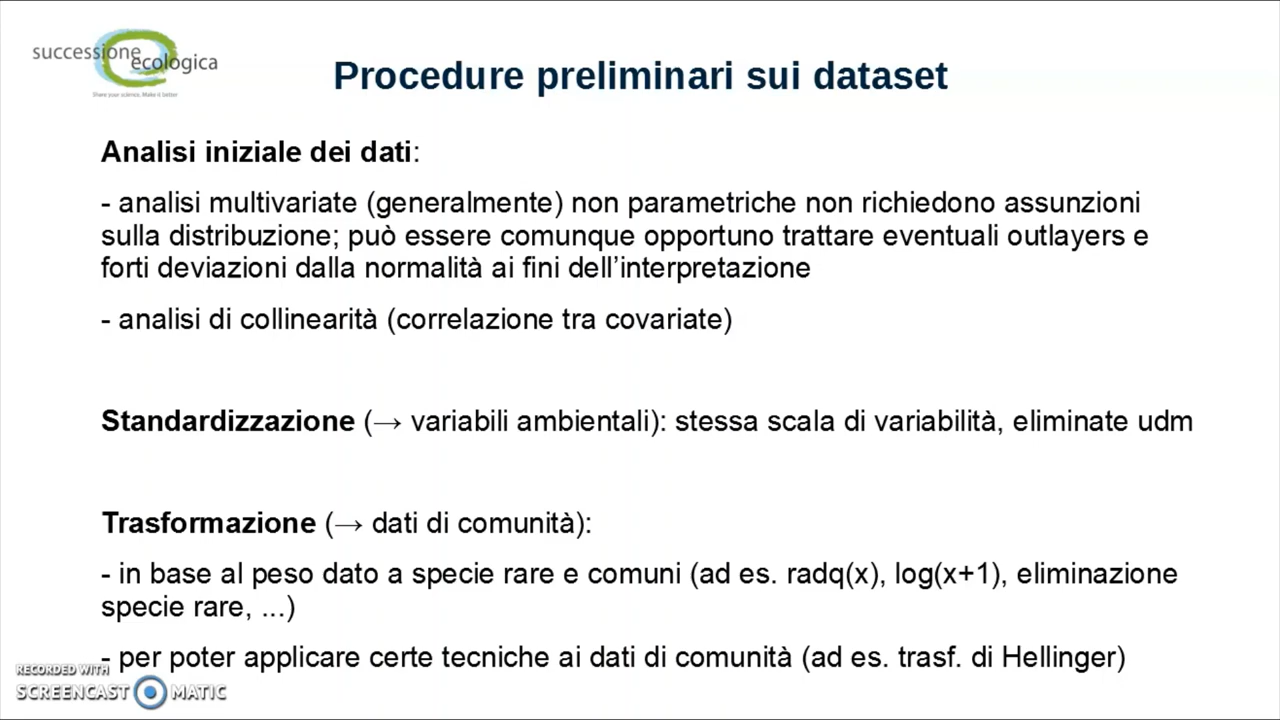 successione
ecologica
Share your science. Make it better
Procedure preliminari sui dataset
Analisi iniziale dei dati:
- analisi multivariate (generalmente) non parametriche non richiedono assunzioni
sulla distribuzione; può essere comunque opportuno trattare eventuali outlayers e
forti deviazioni dalla normalità ai fini dell’interpretazione
- analisi di collinearità (correlazione tra covariate)
Standardizzazione (→ variabili ambientali): stessa scala di variabilità, eliminate udm
Trasformazione (→ dati di comunità):
- in base al peso dato a specie rare e comuni (ad es. radq(x), log(x+1), eliminazione
specie rare, ...)
- per poter applicare certe tecniche ai dati di comunità (ad es. trasf. di Hellinger)
RECORDED WITH
SCREENCAST MATIC